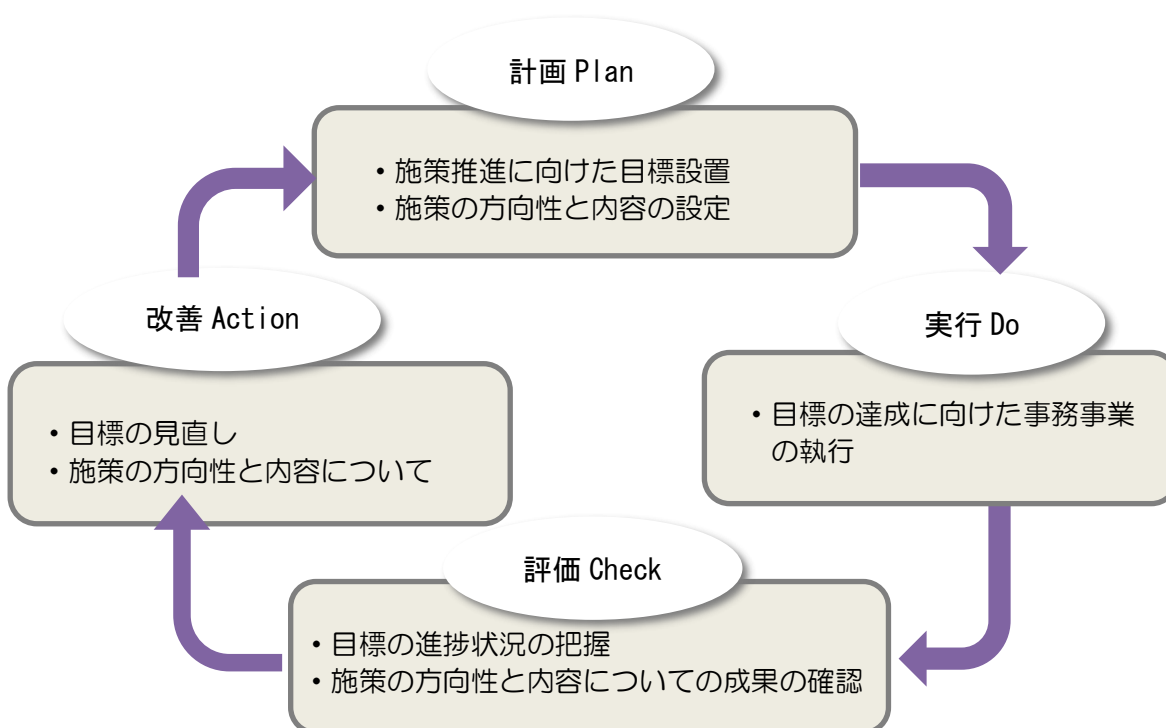 計画 Plan
・施策推進に向けた目標設置
・施策の方向性と内容の設定
実行 Do
・目標の達成に向けた事務事業
の執行
評価 Check
・目標の進捗状況の把握
・施策の方向性と内容についての成果の確認
改善 Action
・目標の見直し
・施策の方向性と内容について